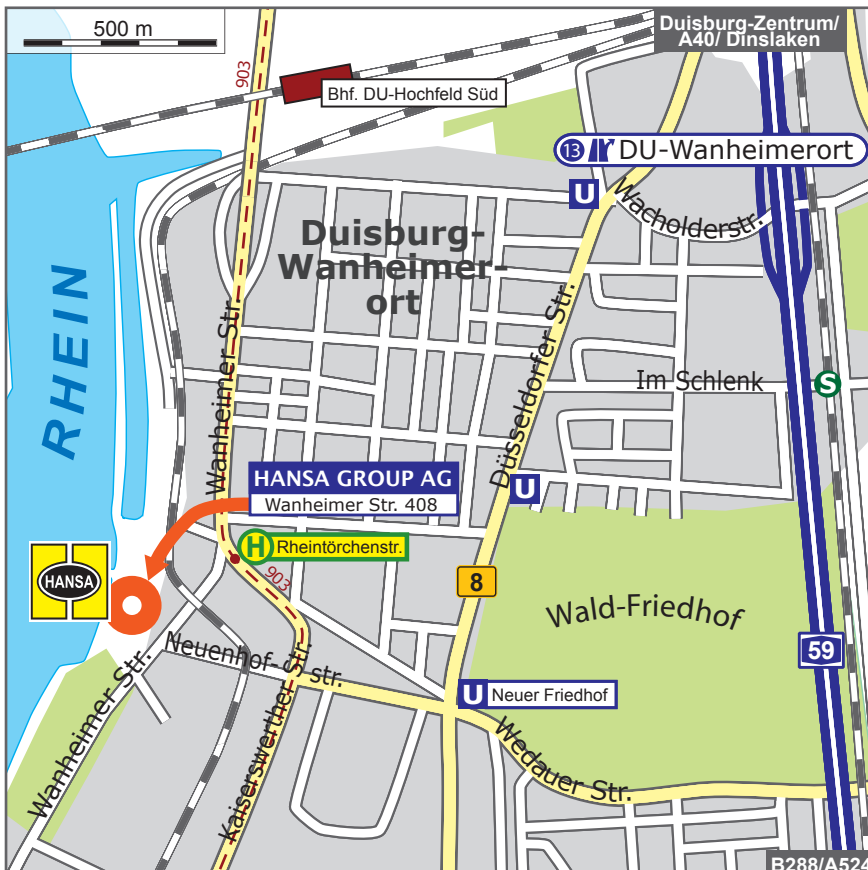 500 m
903
Duisburg-Zentrum/
A40/ Dinslaken
Bhf. DU-Hochfeld Süd
13 DU-Wanheimerort
U
Wacholderstr.
Duisburg-
Wanheimer-
ort
RHEIN
Wanheimer Str.
Düsseldorfer Str.
Im Schlenk
S
HANSA GROUP AG
Wanheimer Str. 408
U
H Rheintörchenstr.
903
HANSA
8
Wald-Friedhof
59
Neuenhof- str.
U Neuer Friedhof
Wanheimer Str.
Kaiserswerther Str.
Wedauer Str.
B288/A524